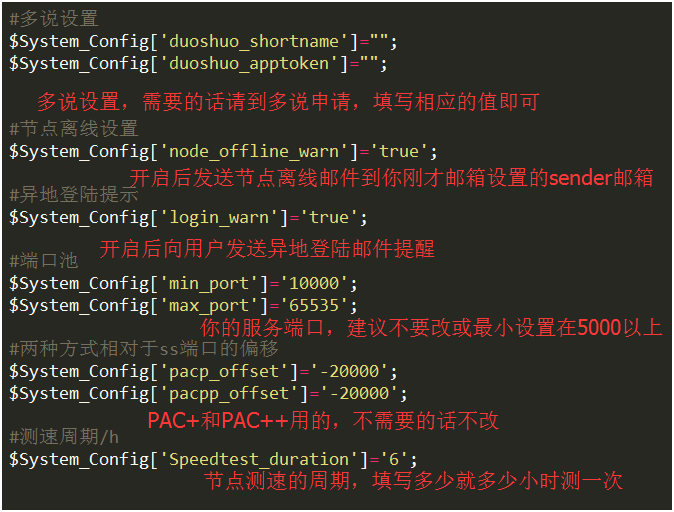 #多说设置
$System_Config['duoshuo_shortname']="";
$System_Config['duoshuo_apptoken']="";
多说设置，需要的话请到多说申请，填写相应的值即可
#节点离线设置
$System_Config['node_offline_warn']='true';
开启后发送节点离线邮件到你刚才邮箱设置的sender邮箱
#异地登陆提示
$System_Config['login_warn']='true';
开启后向用户发送异地登陆邮件提醒
#端口池
$System_Config['min_port']='10000';
$System_Config['max_port']='65535';
你的服务端口，建议不要改或最小设置在5000以上
#两种方式相对于ss端口的偏移
$System_Config['pacp_offset']='-20000';
$System_Config['pacpp_offset']='-20000';
PAC+和PAC++用的，不需要的话不改
#测速周期/h
$System_Config['Speedtest_duration']='6';
节点测速的周期，填写多少就多少小时测一次